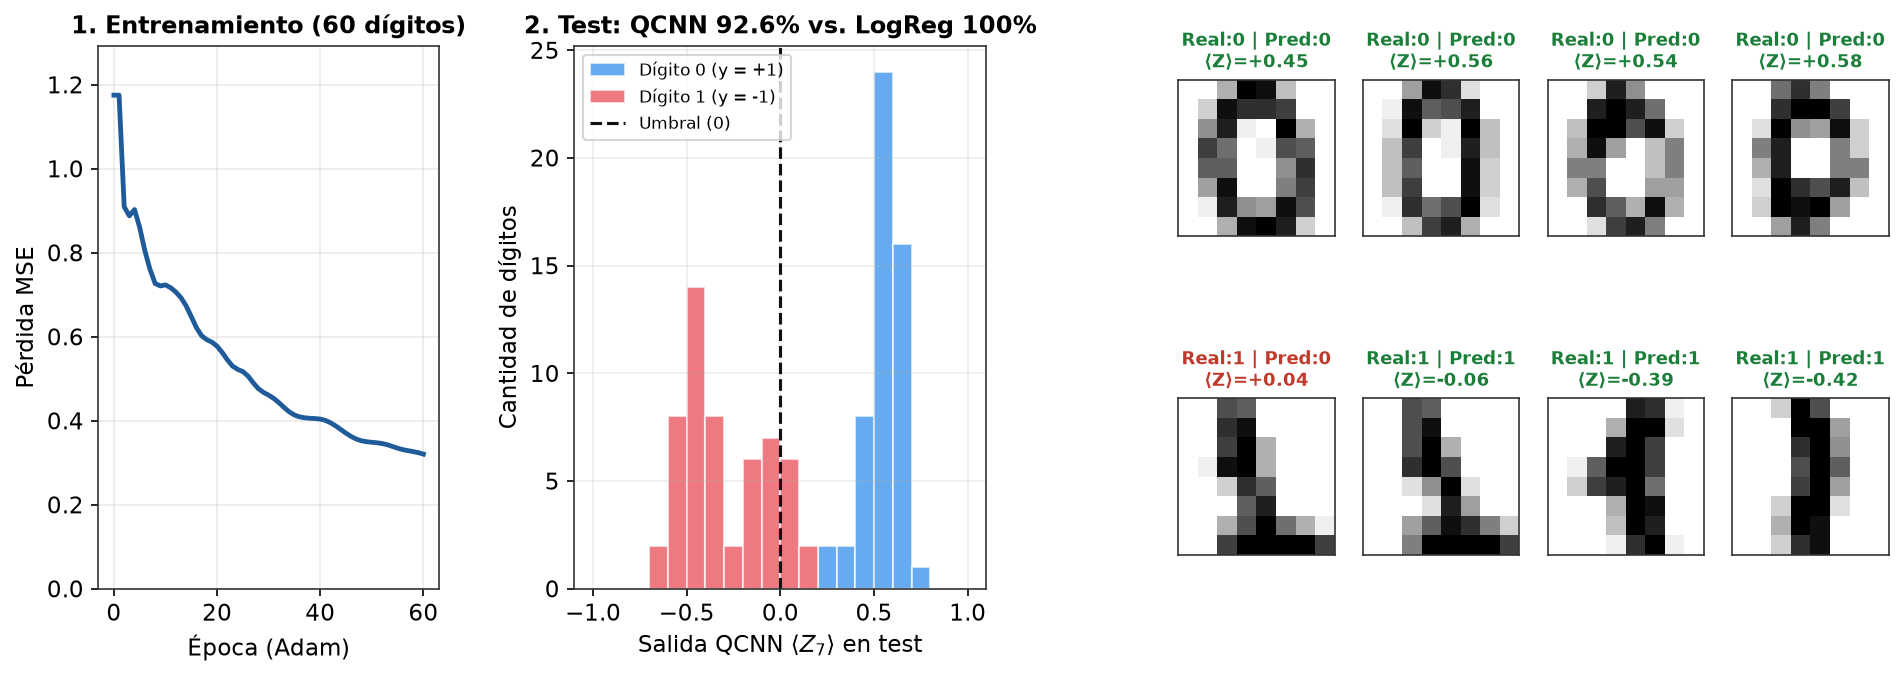 1. Entrenamiento (60 dígitos)
1.2
1.0
0.8
0.6
0.4
0.2
0.0
Pérdida MSE
0 20 40 60
Época (Adam)
2. Test: QCNN 92.6% vs. LogReg 100%
Dígito 0 (y = +1)
Dígito 1 (y = -1)
Umbral (0)
25
20
15
10
5
0
Cantidad de dígitos
−1.0 −0.5 0.0 0.5 1.0
Salida QCNN ⟨Z₇⟩ en test
Real:0 | Pred:0
⟨Z⟩=+0.45
Real:0 | Pred:0
⟨Z⟩=+0.56
Real:0 | Pred:0
⟨Z⟩=+0.54
Real:0 | Pred:0
⟨Z⟩=+0.58
Real:1 | Pred:0
⟨Z⟩=+0.04
Real:1 | Pred:1
⟨Z⟩=-0.06
Real:1 | Pred:1
⟨Z⟩=-0.39
Real:1 | Pred:1
⟨Z⟩=-0.42